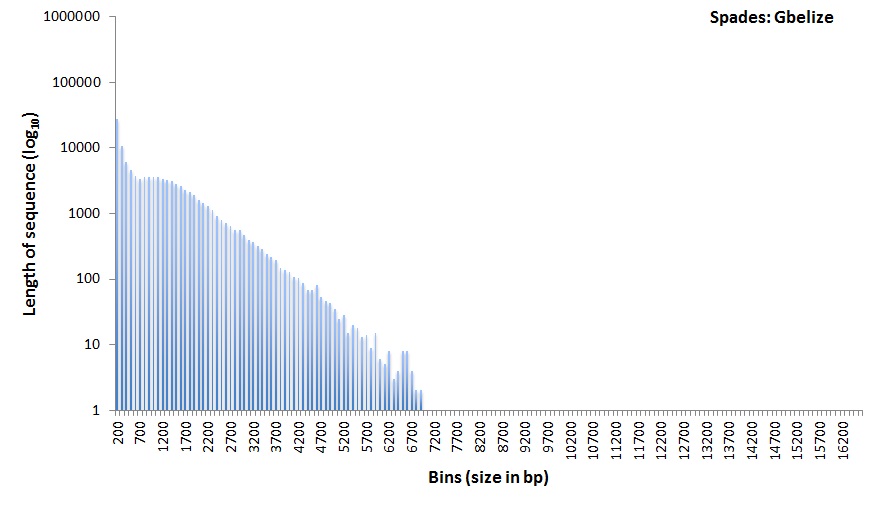 Spades: Gbelize
1000000
100000
10000
1000
100
10
1
Length of sequence (log10)
200 700 1200 1700 2200 2700 3200 3700 4200 4700 5200 5700 6200 6700 7200 7700 8200 8700 9200 9700 10200 10700 11200 11700 12200 12700 13200 13700 14200 14700 15200 15700 16200
Bins (size in bp)